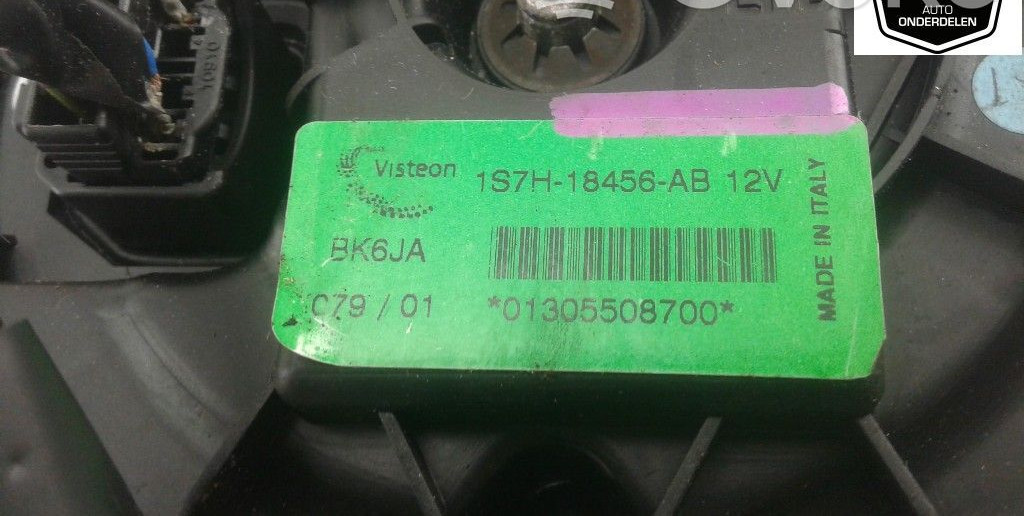 AUTO
ONDERDELEN
Visteon 1S7H-18456-AB 12V
BK6JA
C79 / 01 *01305508700*
MADE IN ITALY